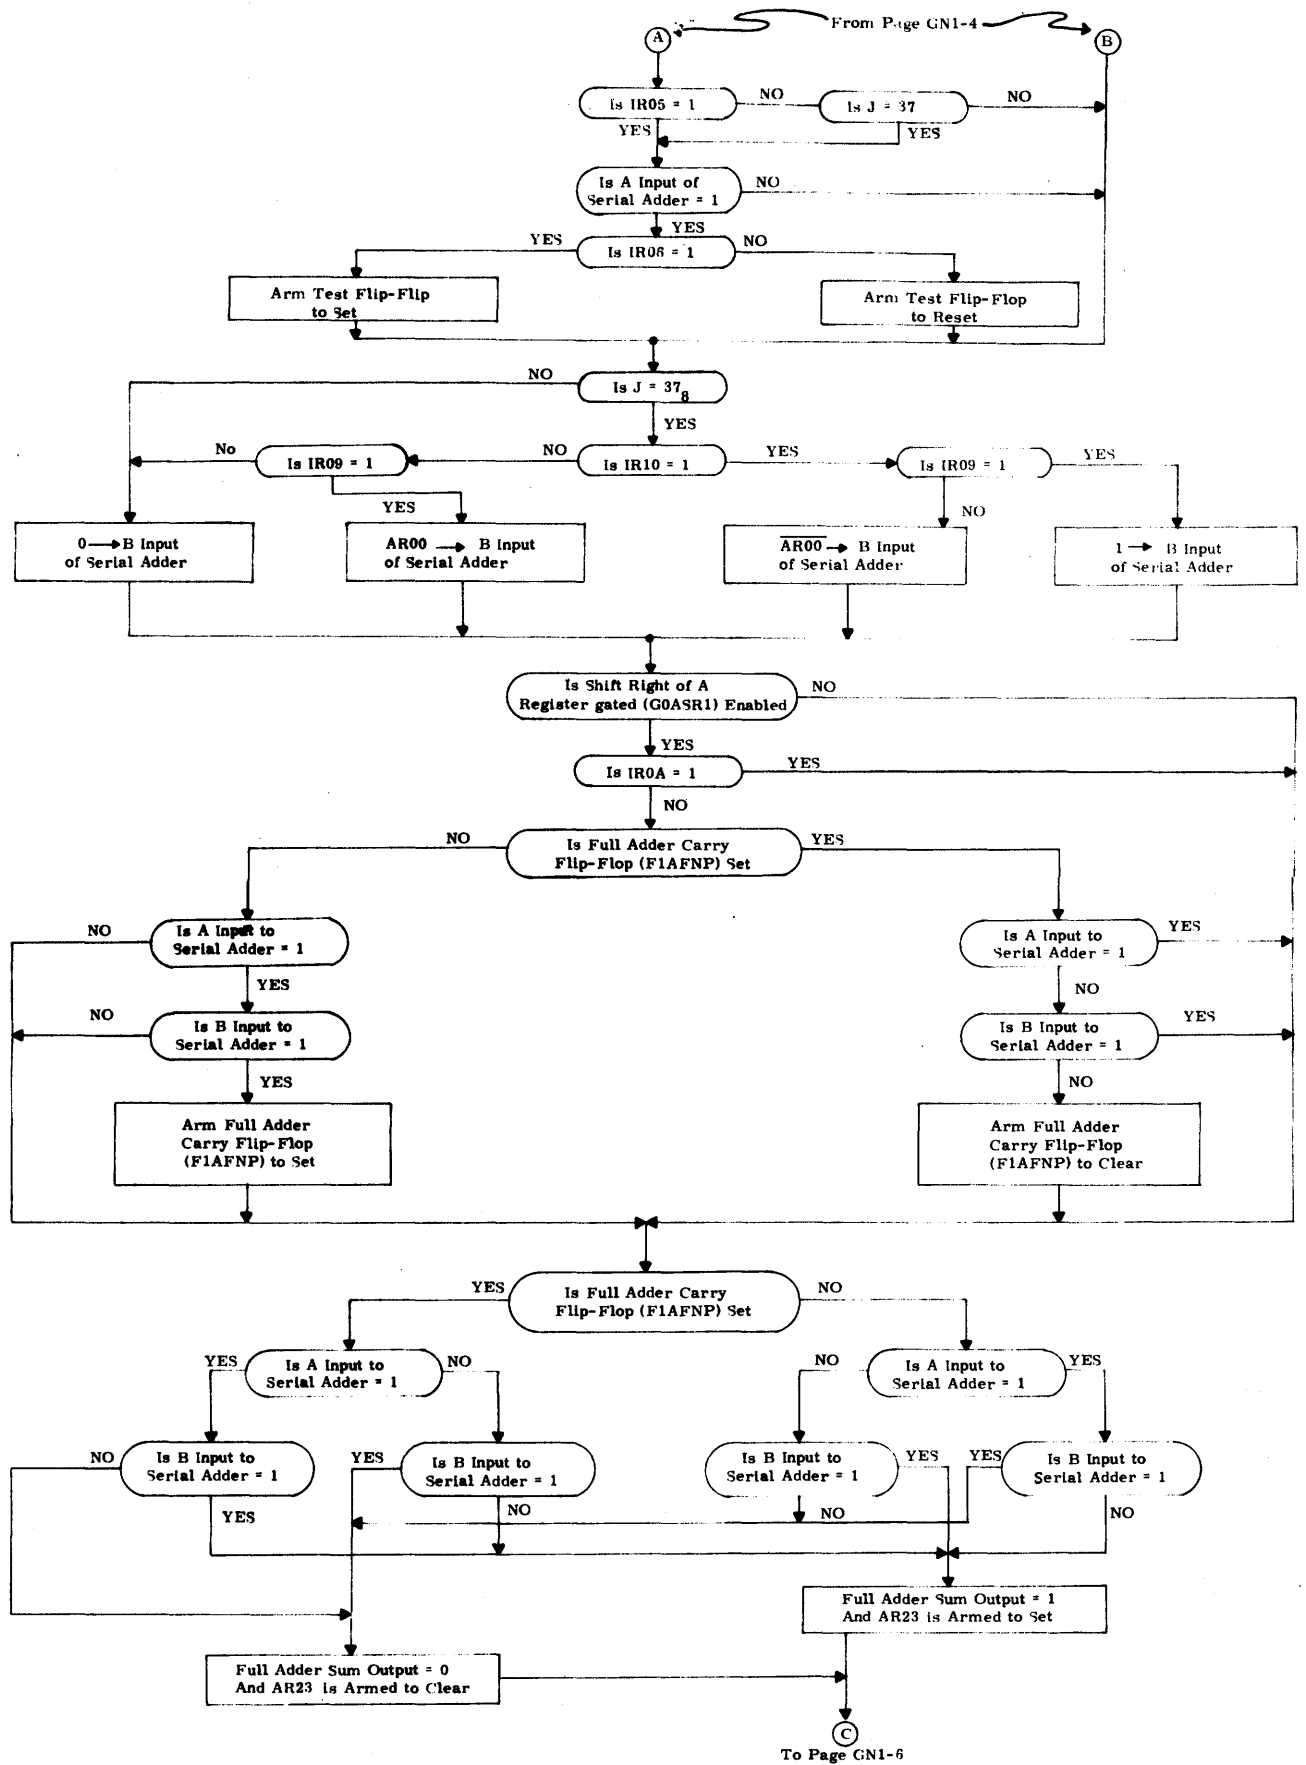 From Page GN1-4
A
B
Is IR05 = 1
NO
Is J = 37
NO
YES
YES
Is A Input of
Serial Adder = 1
NO
YES
YES
Is IR06 = 1
NO
Arm Test Flip-Flip
to Set
Arm Test Flip-Flop
to Reset
NO
Is J = 37
8
YES
No
Is IR09 = 1
NO
Is IR10 = 1
YES
Is IR09 = 1
YES
YES
NO
0 → B Input
of Serial Adder
AR00 → B Input
of Serial Adder
A̅R̅0̅0̅ → B Input
of Serial Adder
1 → B Input
of Serial Adder
Is Shift Right of A
Register gated (G0ASR1) Enabled
NO
YES
Is IR0A = 1
YES
NO
NO
Is Full Adder Carry
Flip-Flop (F1AFNP) Set
YES
NO
Is A Input to
Serial Adder = 1
Is A Input to
Serial Adder = 1
YES
YES
NO
NO
Is B Input to
Serial Adder = 1
Is B Input to
Serial Adder = 1
YES
YES
NO
Arm Full Adder
Carry Flip-Flop
(F1AFNP) to Set
Arm Full Adder
Carry Flip-Flop
(F1AFNP) to Clear
YES
Is Full Adder Carry
Flip-Flop (F1AFNP) Set
NO
YES
Is A Input to
Serial Adder = 1
NO
NO
Is A Input to
Serial Adder = 1
YES
NO
Is B Input to
Serial Adder = 1
YES
Is B Input to
Serial Adder = 1
Is B Input to
Serial Adder = 1
YES
YES
Is B Input to
Serial Adder = 1
YES
NO
NO
NO
Full Adder Sum Output = 1
And AR23 is Armed to Set
Full Adder Sum Output = 0
And AR23 is Armed to Clear
C
To Page GN1-6